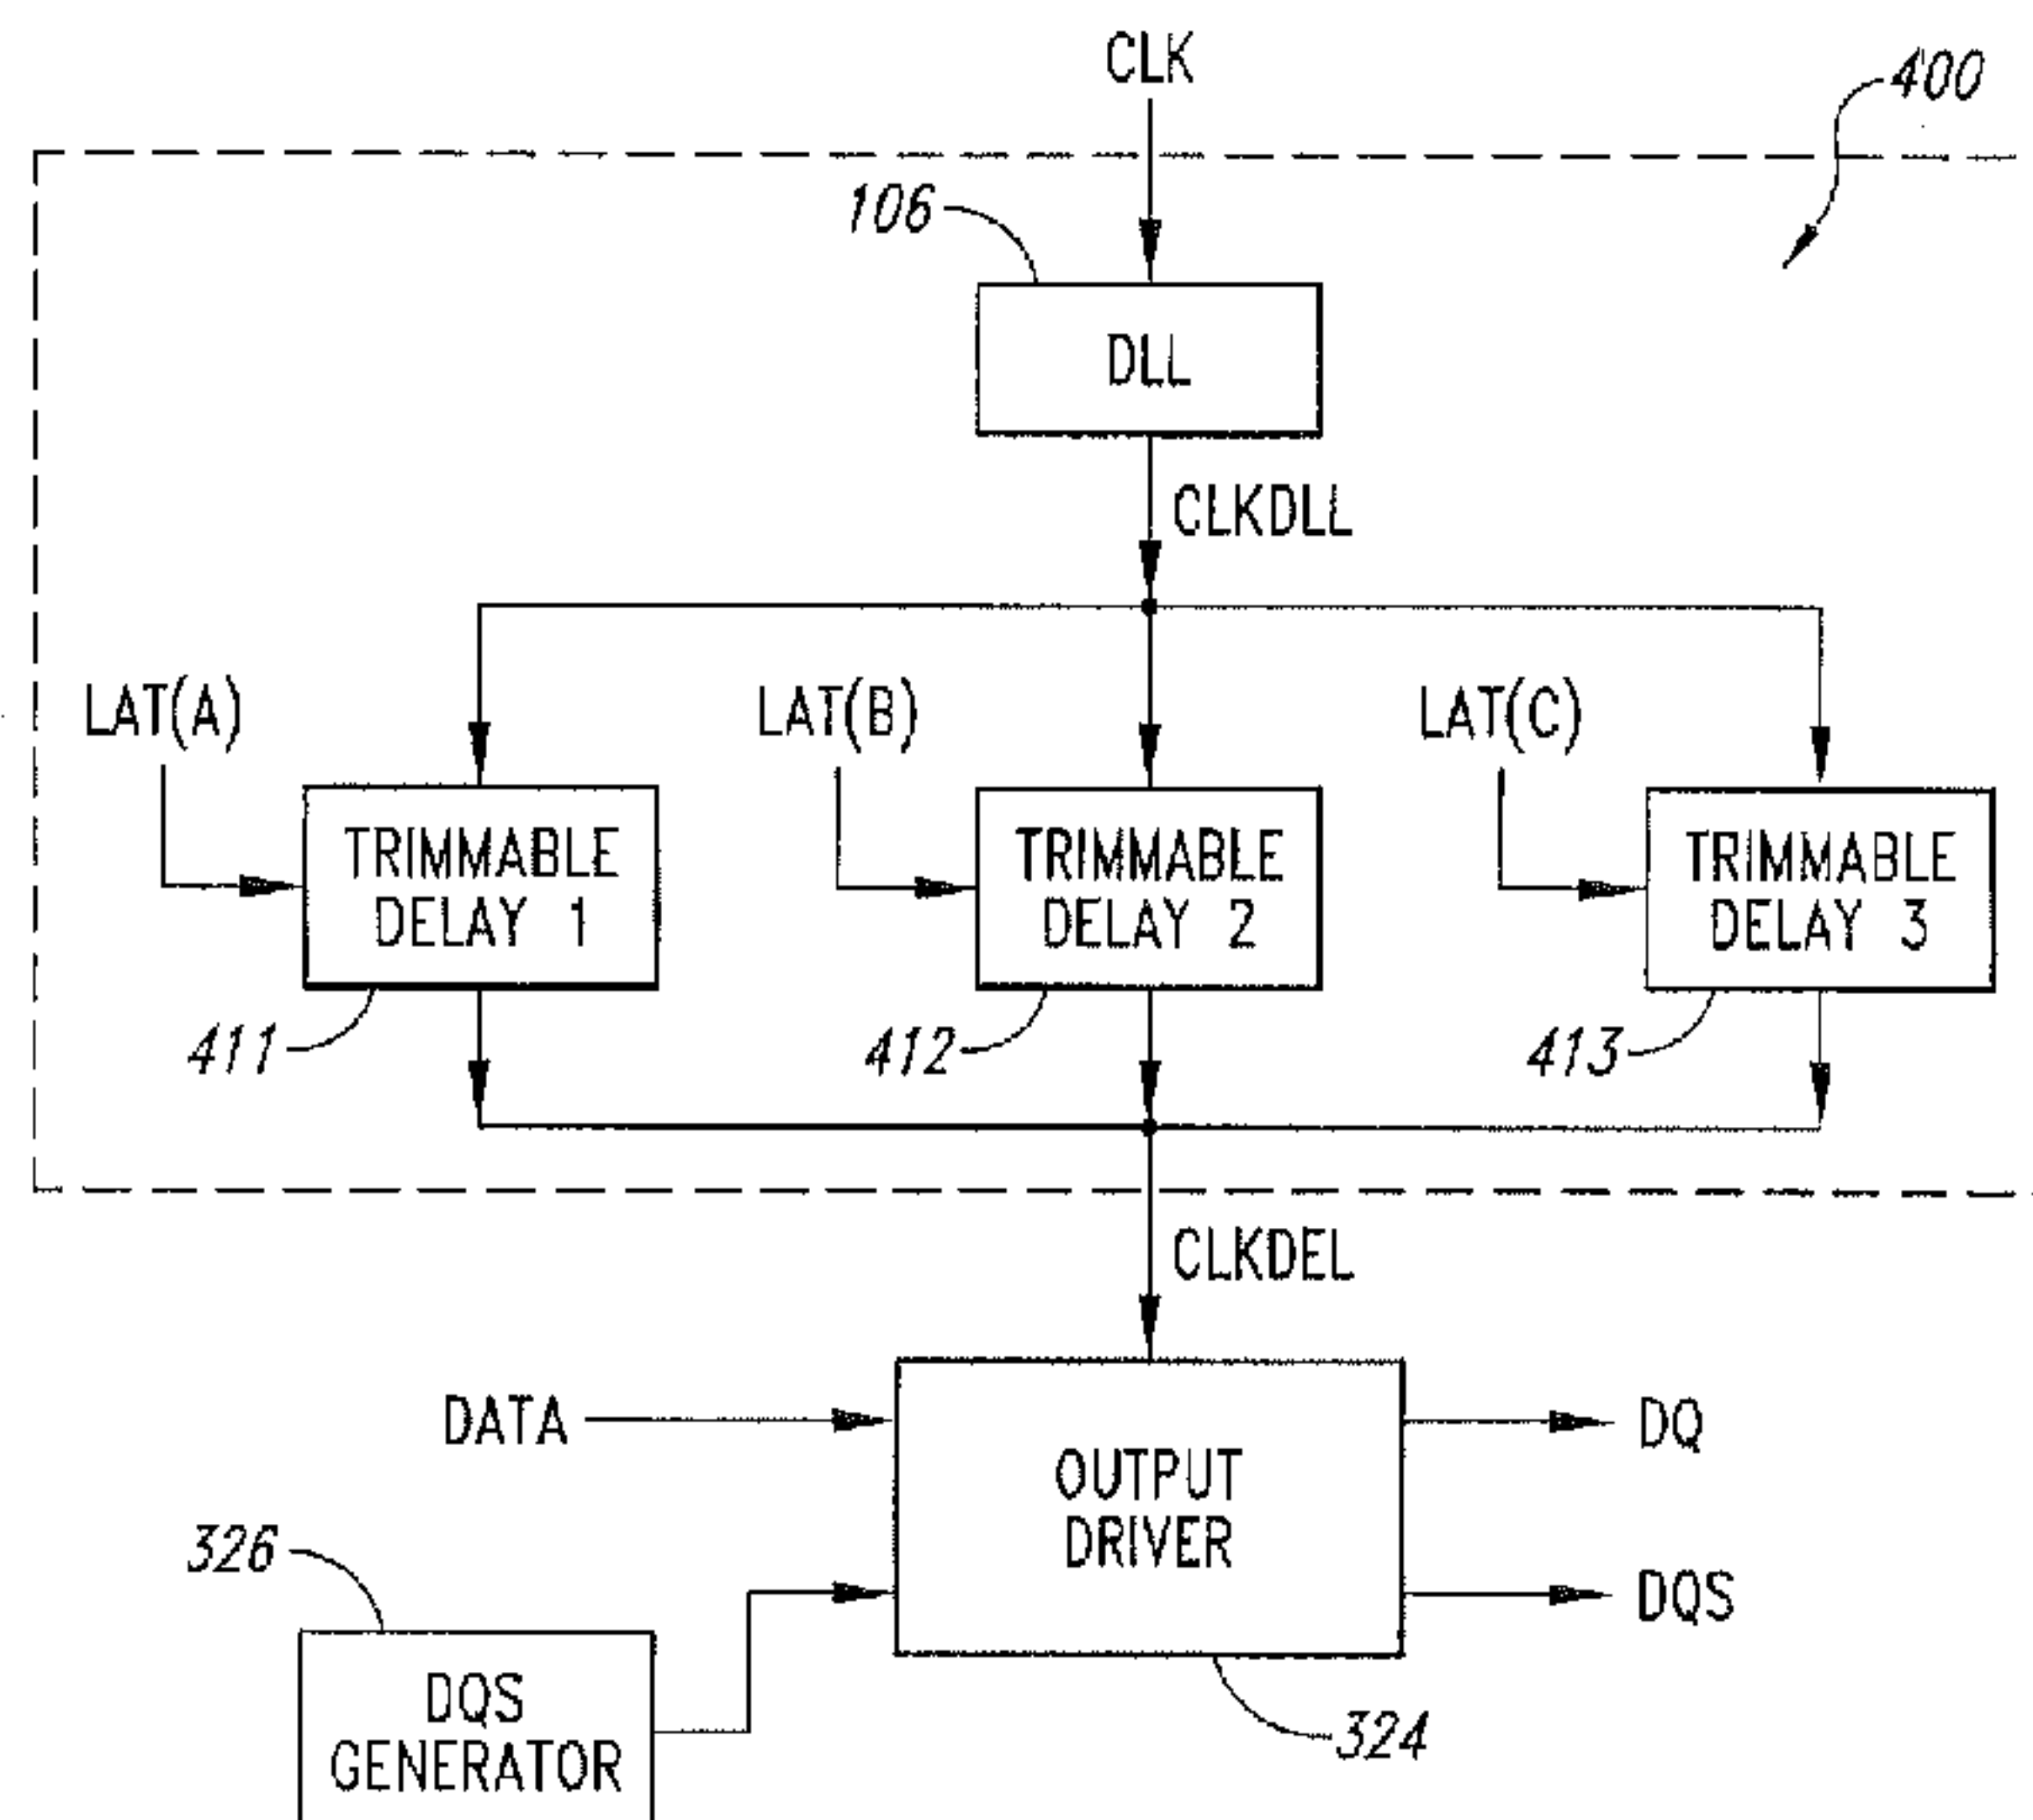 CLK
400
106
DLL
CLKDLL
LAT(A)
LAT(B)
LAT(C)
TRIMMABLE
DELAY 1
TRIMMABLE
DELAY 2
TRIMMABLE
DELAY 3
411
412
413
CLKDEL
DATA
OUTPUT
DRIVER
DQ
DQS
326
DQS
GENERATOR
324